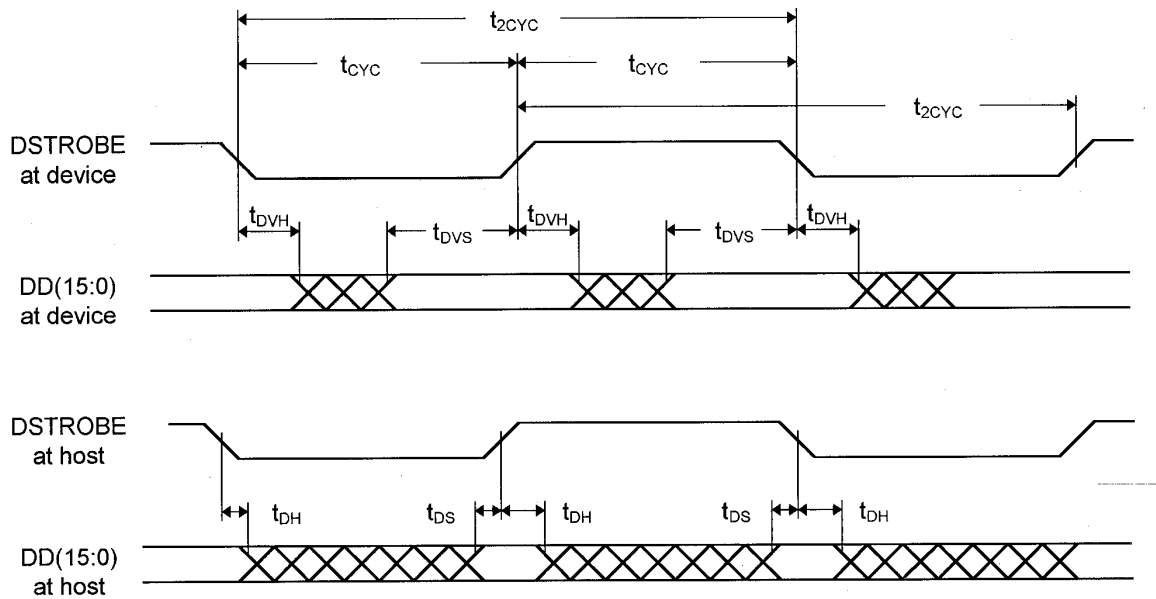 t2CYC
tCYC
tCYC
t2CYC
DSTROBE
at device
tDVH
tDVS
tDVH
tDVS
tDVH
DD(15:0)
at device
DSTROBE
at host
tDH
tDS
tDH
tDS
tDH
DD(15:0)
at host